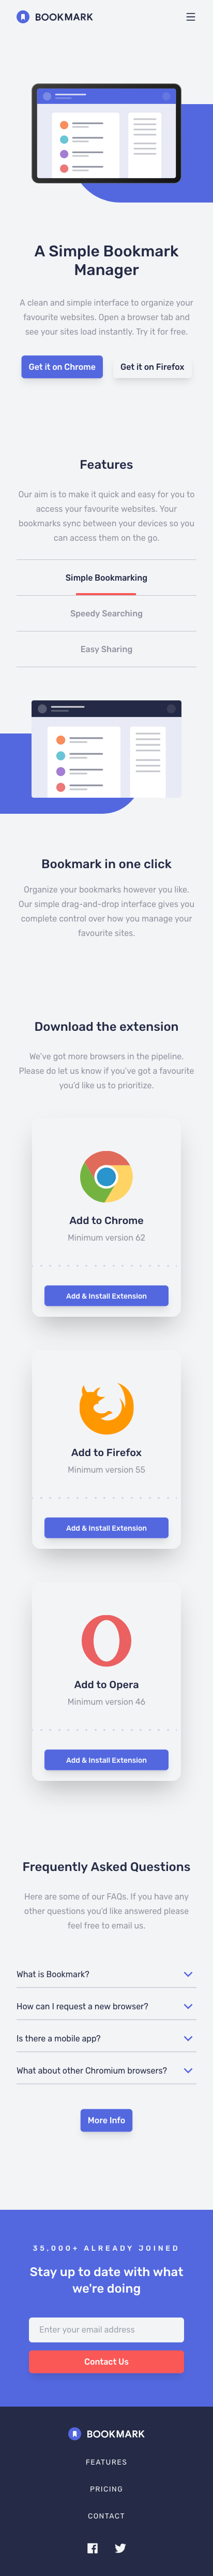 BOOKMARK
A Simple Bookmark
Manager
A clean and simple interface to organize your
favourite websites. Open a browser tab and
see your sites load instantly. Try it for free.
Get it on Chrome
Get it on Firefox
Features
Our aim is to make it quick and easy for you to
access your favourite websites. Your
bookmarks sync between your devices so you
can access them on the go.
Simple Bookmarking
Speedy Searching
Easy Sharing
Bookmark in one click
Organize your bookmarks however you like.
Our simple drag-and-drop interface gives you
complete control over how you manage your
favourite sites.
Download the extension
We've got more browsers in the pipeline.
Please do let us know if you've got a favourite
you'd like us to prioritize.
Add to Chrome
Minimum version 62
Add & Install Extension
Add to Firefox
Minimum version 55
Add & Install Extension
Add to Opera
Minimum version 46
Add & Install Extension
Frequently Asked Questions
Here are some of our FAQs. If you have any
other questions you'd like answered please
feel free to email us.
What is Bookmark?
How can I request a new browser?
Is there a mobile app?
What about other Chromium browsers?
More Info
35,000+ ALREADY JOINED
Stay up to date with what
we're doing
Enter your email address
Contact Us
BOOKMARK
FEATURES
PRICING
CONTACT